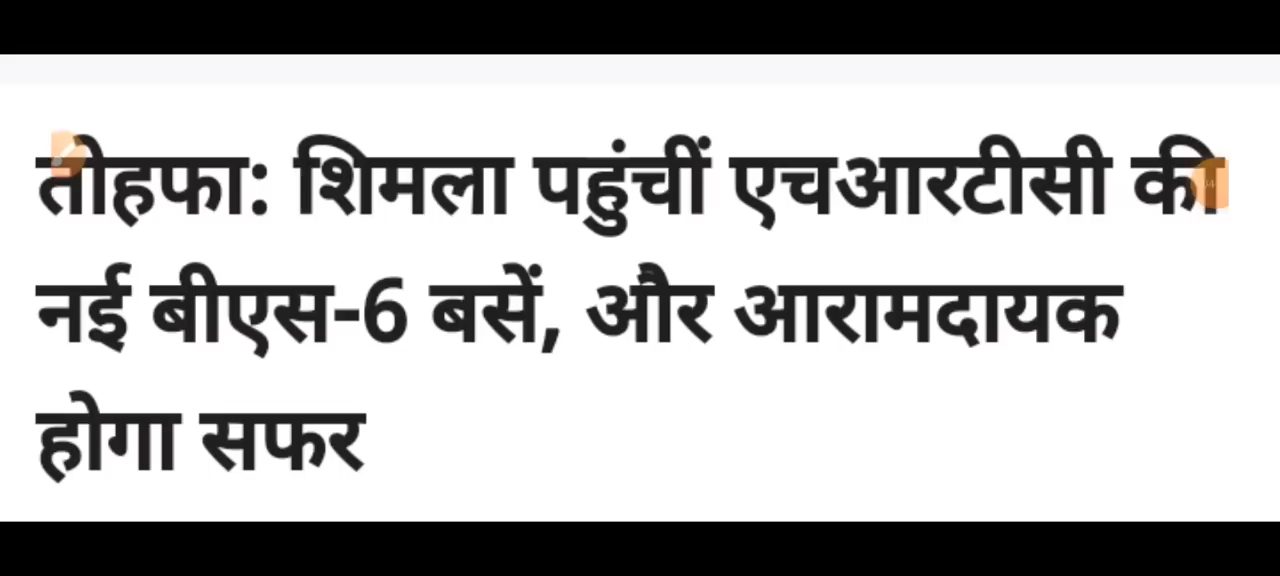 तोहफा: शिमला पहुंचीं एचआरटीसी की
नई बीएस-6 बसें, और आरामदायक
होगा सफर